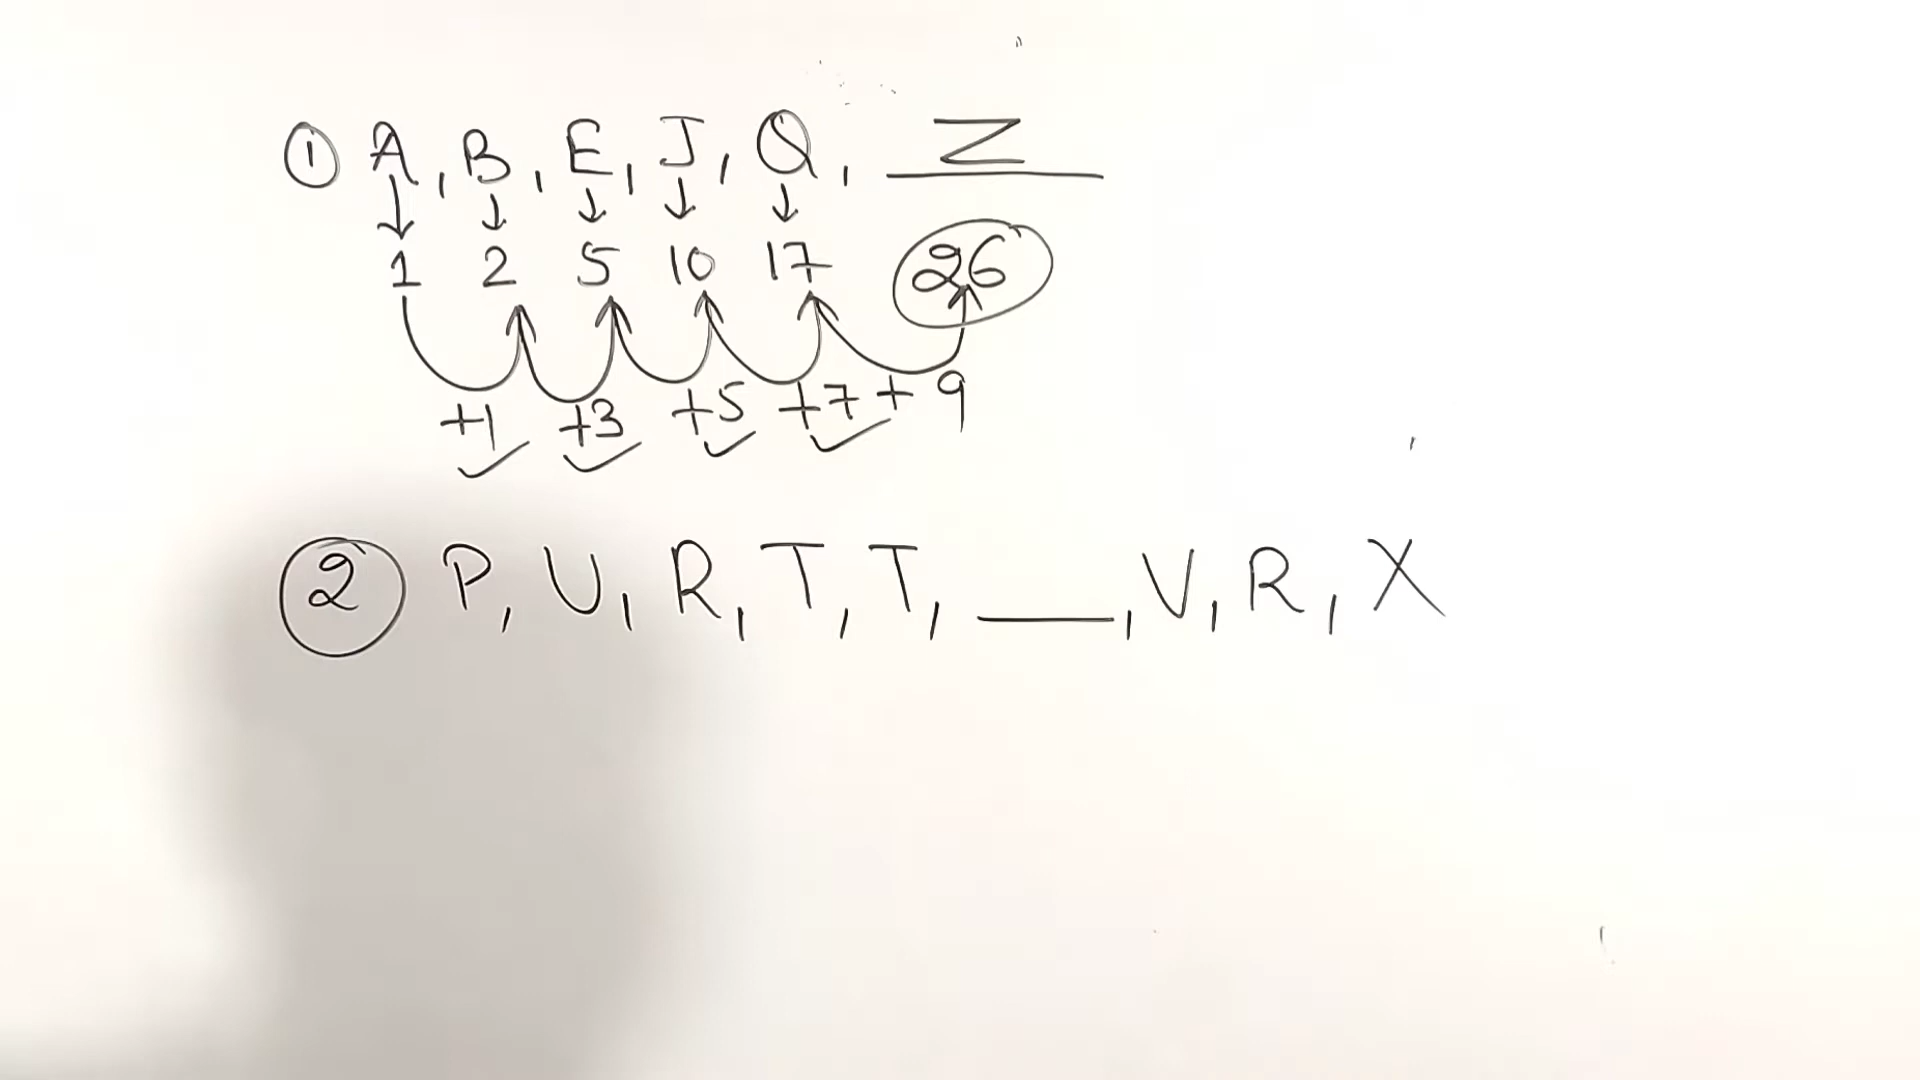 ① A, B, E, J, Q, Z
↓ ↓ ↓ ↓ ↓
1 2 5 10 17 26
+1 +3 +5 +7 +9
② P, U, R, T, T, ___, V, R, X